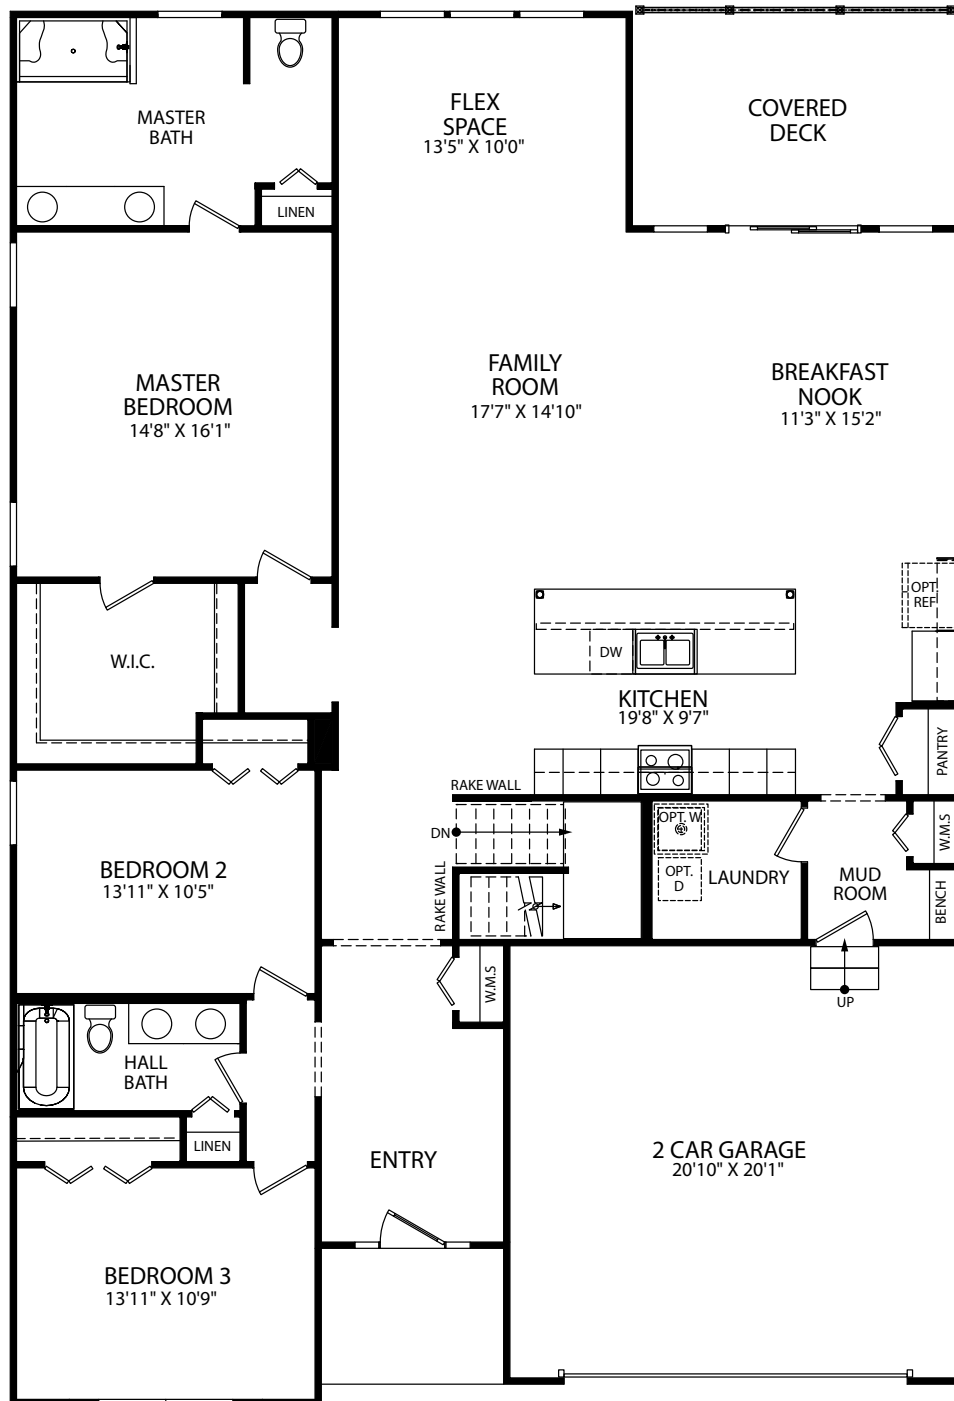 MASTER
BATH
LINEN
FLEX
SPACE
13'5" X 10'0"
COVERED
DECK
MASTER
BEDROOM
14'8" X 16'1"
FAMILY
ROOM
17'7" X 14'10"
BREAKFAST
NOOK
11'3" X 15'2"
OPT.
REF
W.I.C.
DW
KITCHEN
19'8" X 9'7"
PANTRY
RAKE WALL
DN
RAKE WALL
OPT. W
OPT.
D
LAUNDRY
W.M.S
MUD
ROOM
BENCH
BEDROOM 2
13'11" X 10'5"
W.M.S
UP
HALL
BATH
LINEN
ENTRY
2 CAR GARAGE
20'10" X 20'1"
BEDROOM 3
13'11" X 10'9"